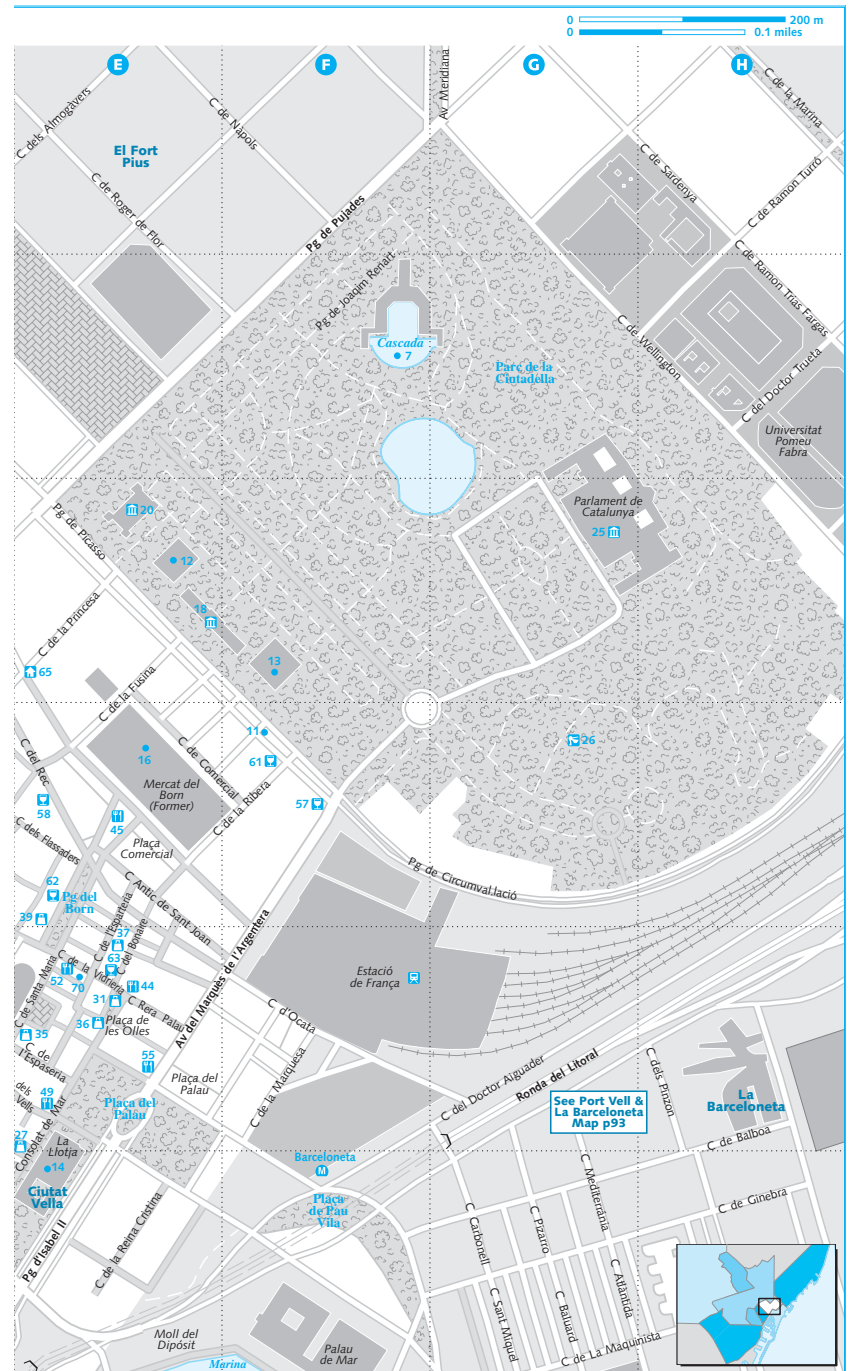 0 200 m
0 0.1 miles
E
F
G
H
C dels Almogàvers
C de Nàpols
Av Meridiana
C de la Marina
El Fort
Pius
C de Roger de Flor
Pg de Pujades
C de Sardenya
C de Ramon Turró
Pg de Joaqim Renart
C de Ramon Trias Fargas
Cascada
7
Parc de la
Ciutadella
C de Wellington
C del Doctor Trueta
Universitat
Pomeu
Fabra
Pg de Picasso
20
Parlament de
Catalunya
25
12
18
C de la Princesa
13
65
C de la Fusina
11
26
16
C de Comercial
61
C del Rec
Mercat del
Born
(Former)
58
45
C de la Ribera
57
C dels Flassaders
Plaça
Comercial
Pg de Circumval.lació
62
Pg del
Born
C Antic de Sant Joan
39
C de l'Esparteria
37
C del Bonaire
63
Av del Marquès de l'Argentera
Estació
de França
C de Santa Maria
52
70
C de la Vidrieria
44
31
C Rera Palau
35
36
Plaça de
les Olles
C d'Ocata
C de
l'Espaseria
55
C de la Marquesa
Plaça del
Palau
C del Doctor Aiguader
Ronda del Litoral
C dels Pinzon
dels
Vells
49
Plaça del
Palau
See Port Vell &
La Barceloneta
Map p93
La
Barceloneta
27
Consolat de Mar
La
Llotja
14
C de Balboa
Barceloneta
M
Ciutat
Vella
Plaça
de Pau
Vila
C Mediterrània
C de Ginebra
Pg d'Isabel II
C de la Reina Cristina
C Carbonell
C Pizarro
C Atlàntida
C Sant Miquel
C Baluard
Moll del
Dipòsit
Palau
de Mar
C de La Maquinista
Marina